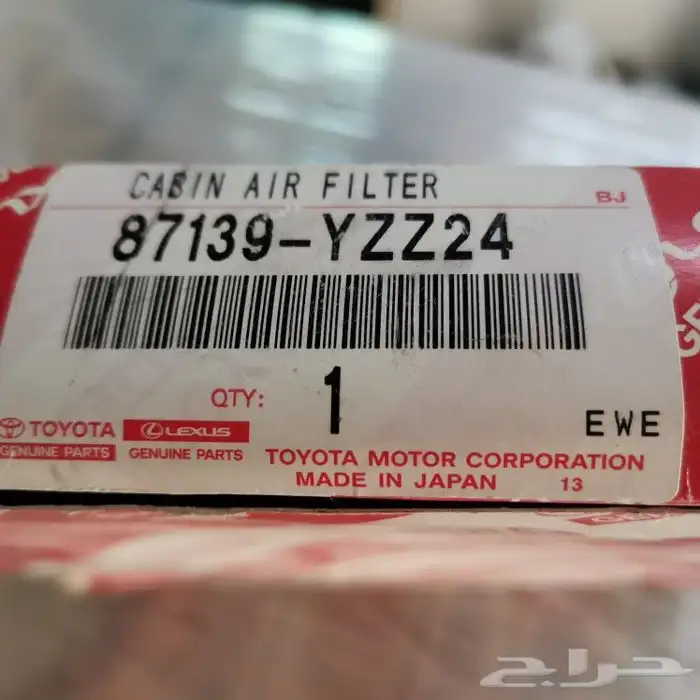 CABIN AIR FILTER
BJ
87139-YZZ24
QTY: 1
EWE
TOYOTA
GENUINE PARTS
LEXUS
GENUINE PARTS
TOYOTA MOTOR CORPORATION
MADE IN JAPAN 13
حراج